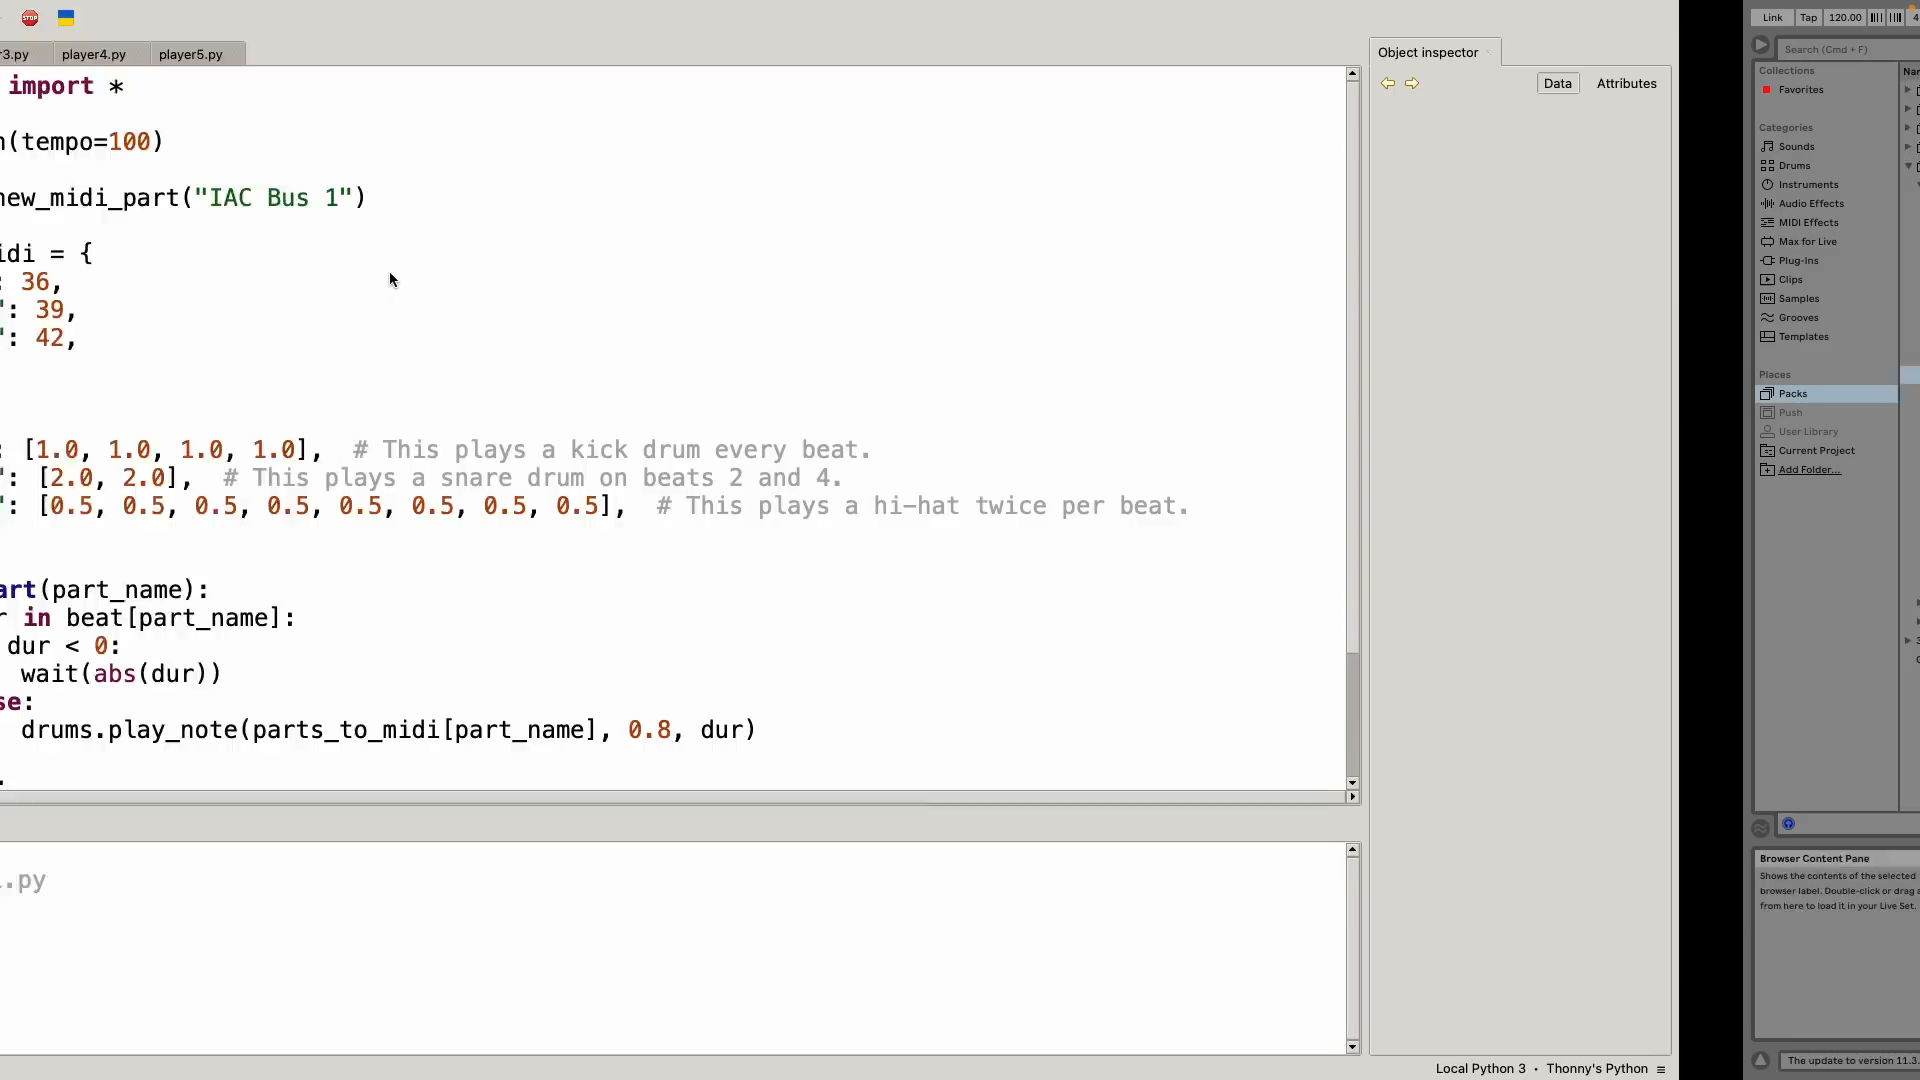 STOP
Link Tap 120.00 4
r3.py player4.py player5.py
import *
n(tempo=100)
new_midi_part("IAC Bus 1")
idi = {
: 36,
": 39,
": 42,
: [1.0, 1.0, 1.0, 1.0], # This plays a kick drum every beat.
": [2.0, 2.0], # This plays a snare drum on beats 2 and 4.
": [0.5, 0.5, 0.5, 0.5, 0.5, 0.5, 0.5, 0.5], # This plays a hi-hat twice per beat.
art(part_name):
r in beat[part_name]:
dur < 0:
wait(abs(dur))
se:
drums.play_note(parts_to_midi[part_name], 0.8, dur)
.py
Object inspector
Data Attributes
Local Python 3 • Thonny's Python ≡
Search (Cmd + F)
Collections
Favorites
Categories
Sounds
Drums
Instruments
Audio Effects
MIDI Effects
Max for Live
Plug-Ins
Clips
Samples
Grooves
Templates
Places
Packs
Push
User Library
Current Project
Add Folder...
Nar
Browser Content Pane
Shows the contents of the selected
browser label. Double-click or drag a
from here to load it in your Live Set.
The update to version 11.3.